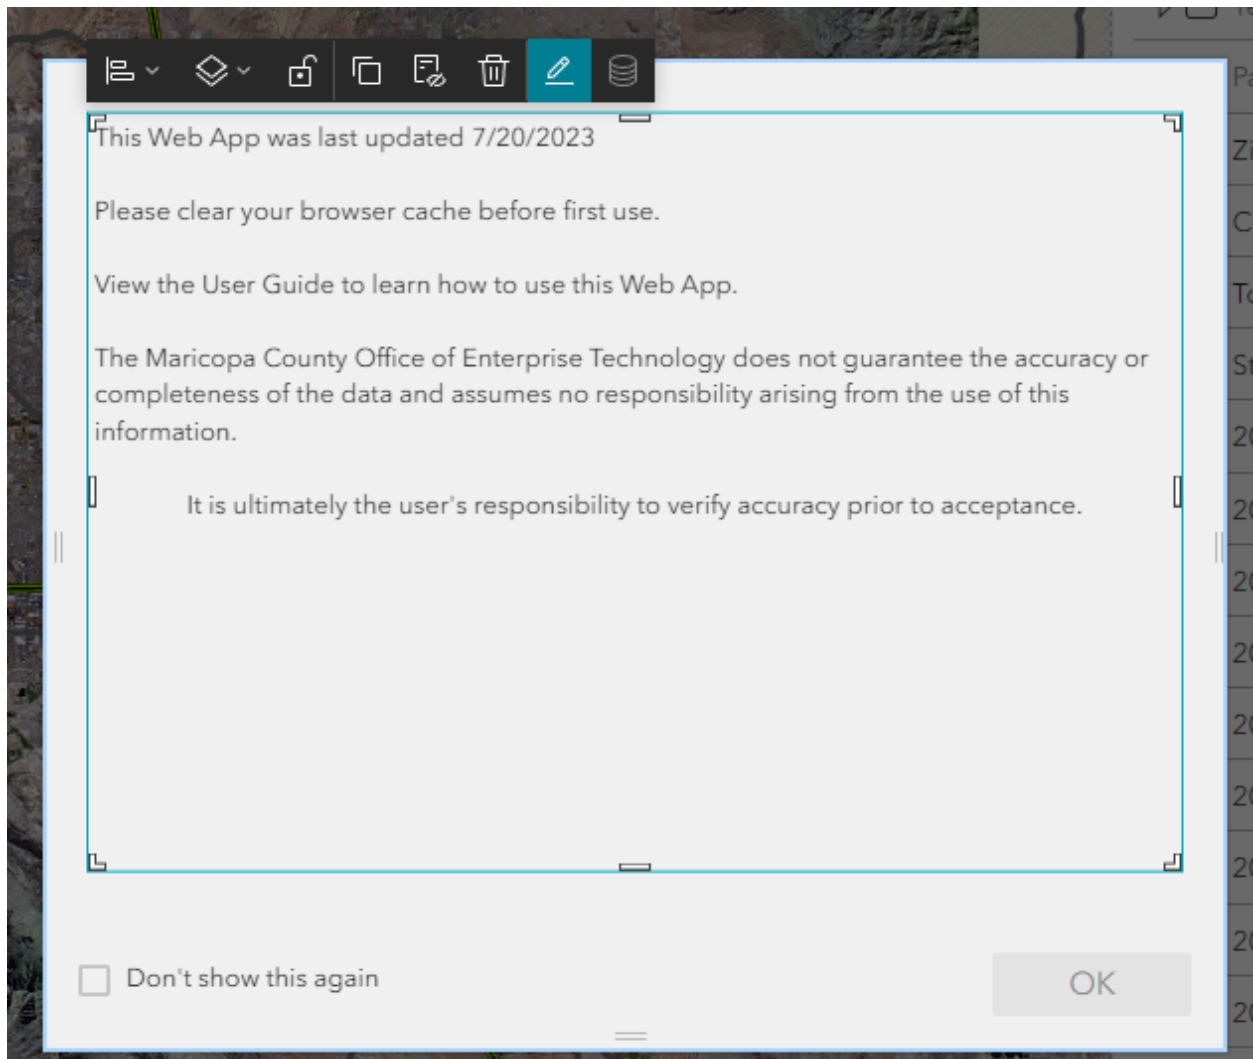 This Web App was last updated 7/20/2023
Please clear your browser cache before first use.
View the User Guide to learn how to use this Web App.
The Maricopa County Office of Enterprise Technology does not guarantee the accuracy or
completeness of the data and assumes no responsibility arising from the use of this
information.
It is ultimately the user's responsibility to verify accuracy prior to acceptance.
Don't show this again
OK